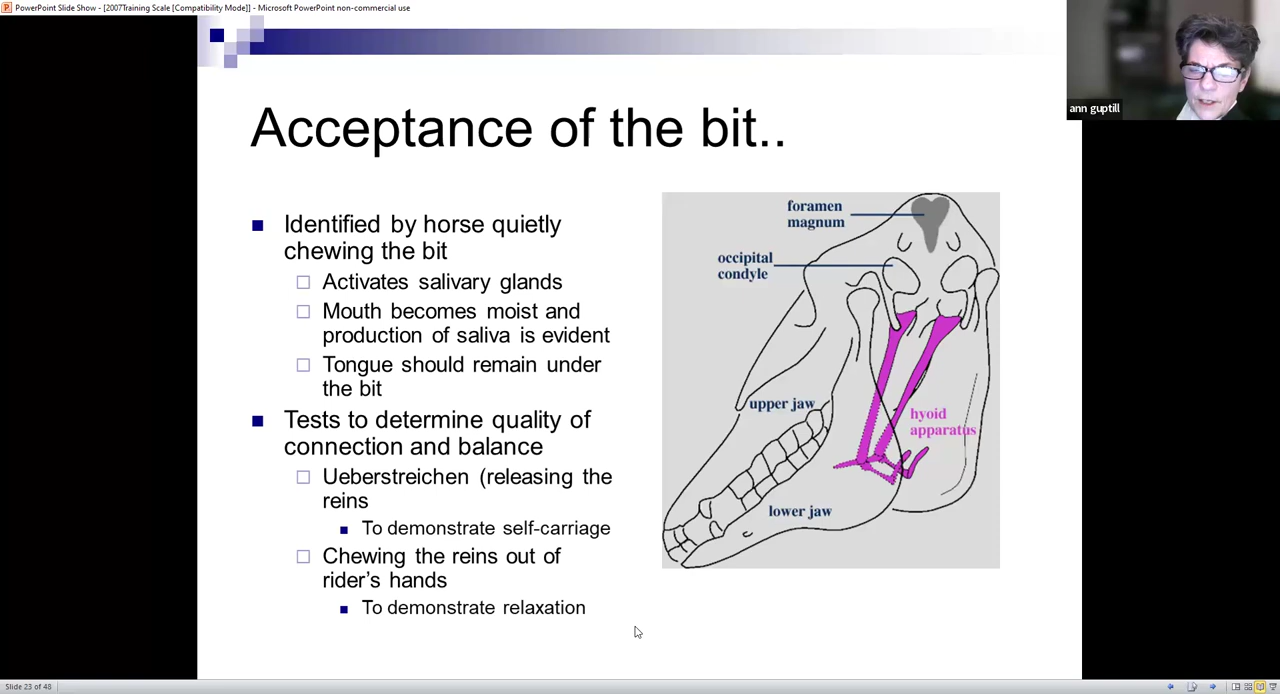 PowerPoint Slide Show - [2007Training Scale [Compatibility Mode]] - Microsoft PowerPoint non-commercial use
ann guptill
Acceptance of the bit..
Identified by horse quietly
chewing the bit
Activates salivary glands
Mouth becomes moist and
production of saliva is evident
Tongue should remain under
the bit
Tests to determine quality of
connection and balance
Ueberstreichen (releasing the
reins
To demonstrate self-carriage
Chewing the reins out of
rider's hands
To demonstrate relaxation
foramen
magnum
occipital
condyle
upper jaw
hyoid
apparatus
lower jaw
Slide 23 of 48